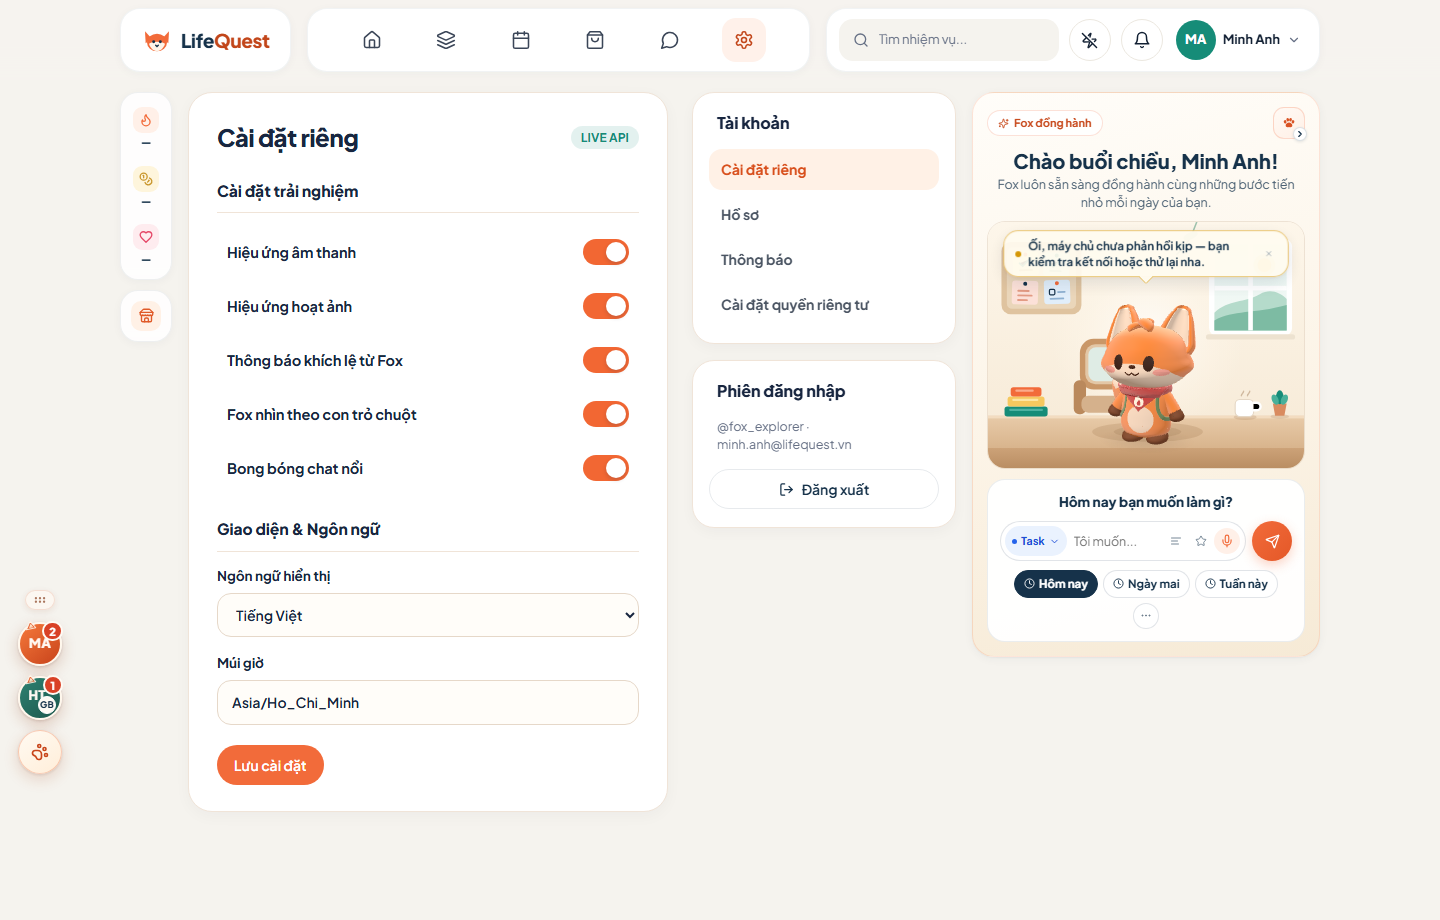 LifeQuest
Tìm nhiệm vụ...
MA
Minh Anh
–
–
–
Cài đặt riêng
LIVE API
Cài đặt trải nghiệm
Hiệu ứng âm thanh
Hiệu ứng hoạt ảnh
Thông báo khích lệ từ Fox
Fox nhìn theo con trỏ chuột
Bong bóng chat nổi
Giao diện & Ngôn ngữ
Ngôn ngữ hiển thị
Tiếng Việt
Múi giờ
Asia/Ho_Chi_Minh
Lưu cài đặt
Tài khoản
Cài đặt riêng
Hồ sơ
Thông báo
Cài đặt quyền riêng tư
Phiên đăng nhập
@fox_explorer ·
minh.anh@lifequest.vn
Đăng xuất
Fox đồng hành
Chào buổi chiều, Minh Anh!
Fox luôn sẵn sàng đồng hành cùng những bước tiến
nhỏ mỗi ngày của bạn.
Ối, máy chủ chưa phản hồi kịp — bạn
kiểm tra kết nối hoặc thử lại nha.
×
Hôm nay bạn muốn làm gì?
Task
Tôi muốn...
Hôm nay
Ngày mai
Tuần này
...
MA
2
HT
1
GB